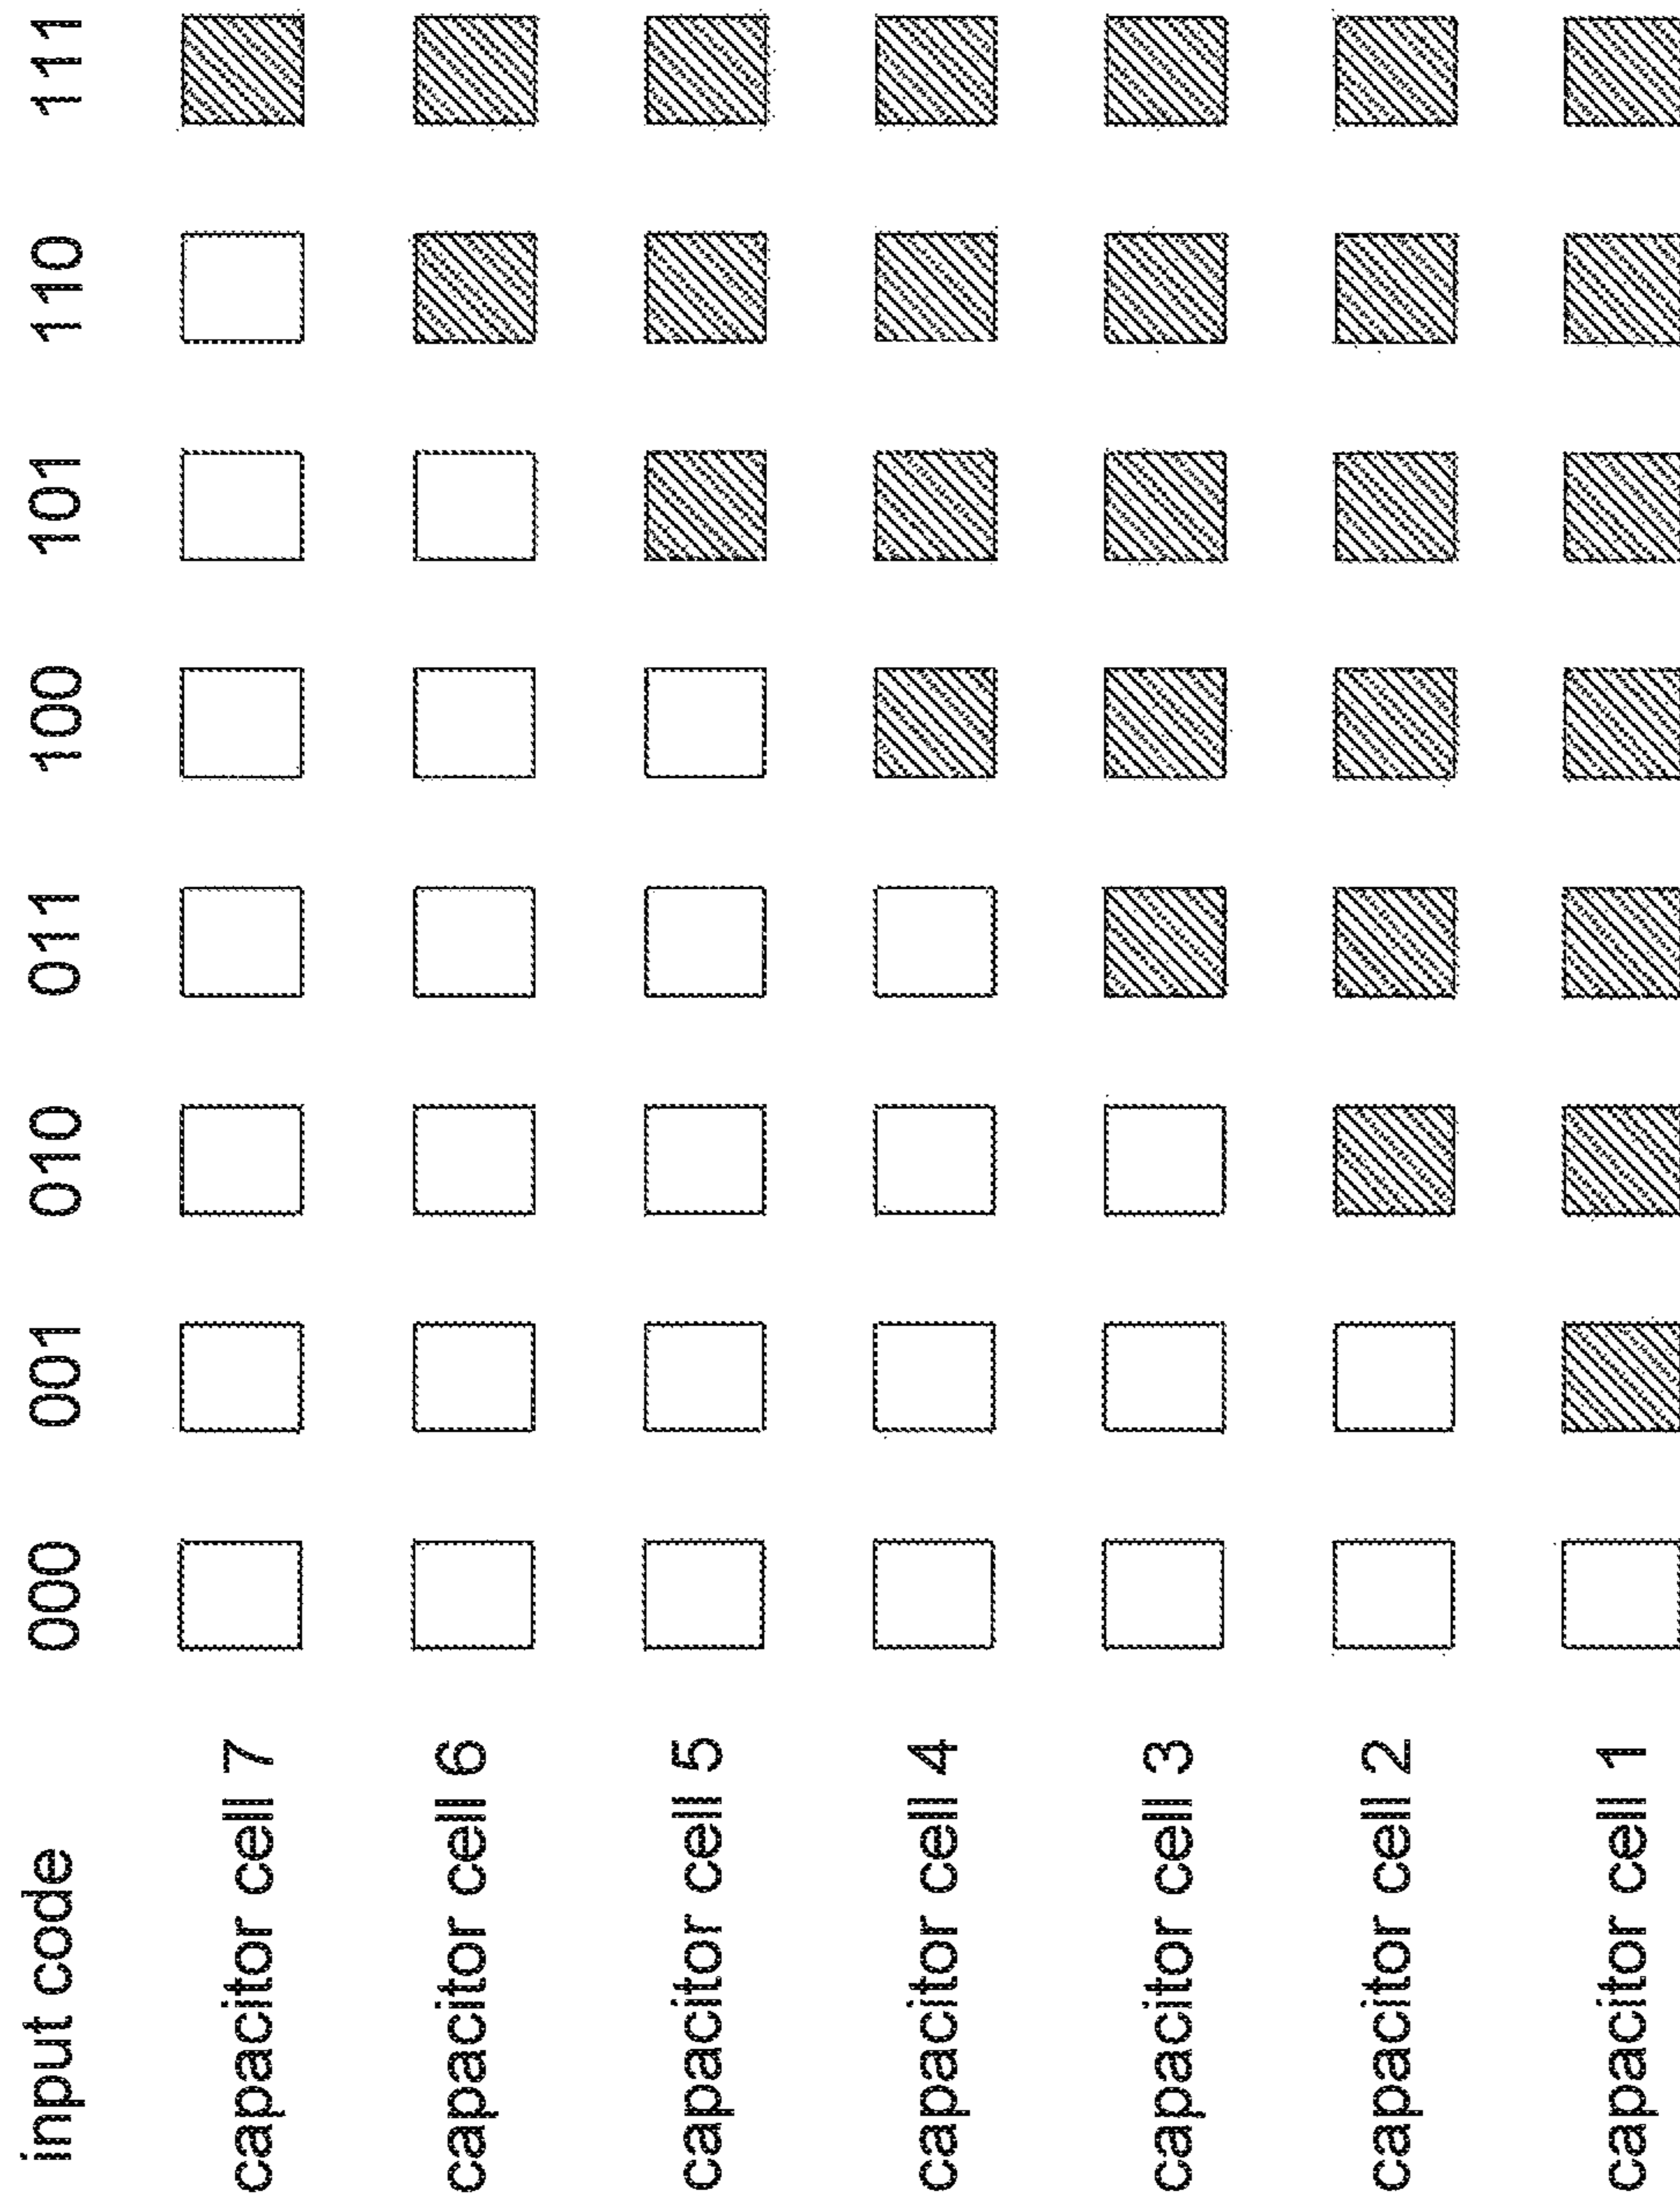 input code 000 001 010 011 100 101 110 111
capacitor cell 7
capacitor cell 6
capacitor cell 5
capacitor cell 4
capacitor cell 3
capacitor cell 2
capacitor cell 1